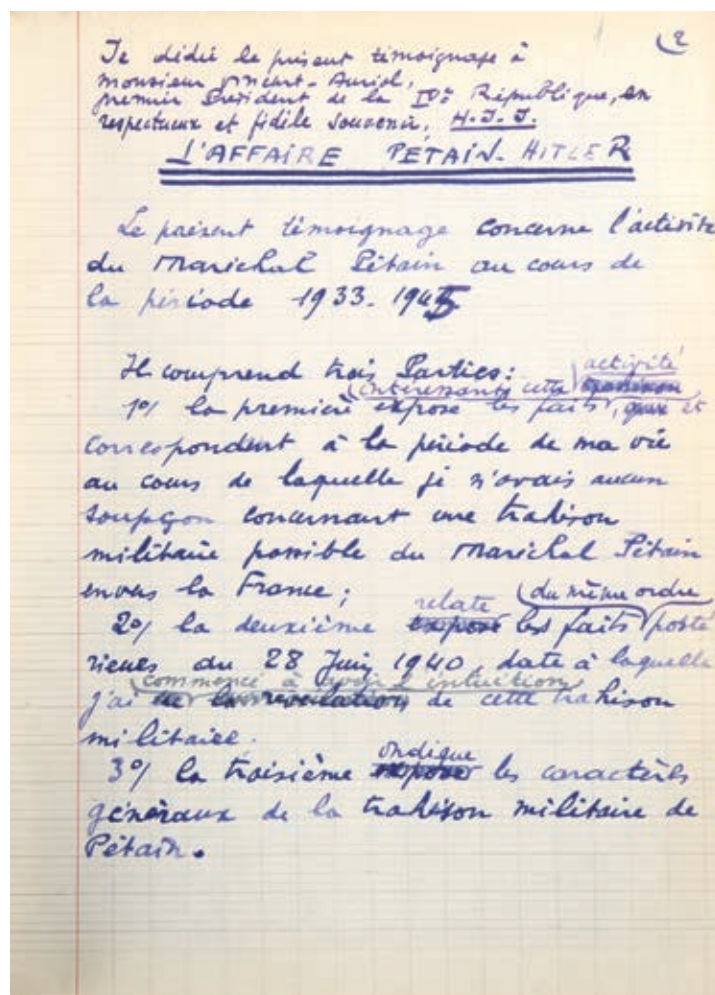 2
Je dédie le présent témoignage à
monsieur Vincent-Auriol,
premier Président de la IVè République, en
respectueux et fidèle souvenir, H.J.J.
L'AFFAIRE PETAIN-HITLER
Le présent témoignage concerne l'activité
du Maréchal Pétain au cours de
la période 1933-1945
Il comprend trois Parties:
activité
intéressant cette
1°/ la première expose les faits, et
correspondant à la période de ma vie
au cours de laquelle je n'avais aucun
soupçon concernant une trahison
militaire possible du Maréchal Pétain
envers la France;
relate du même ordre
2°/ la deuxième expose les faits posté
rieurs du 28 Juin 1940, date à laquelle
commencé à avoir l'intuition
j'ai eu la révélation de cette trahison
militaire.
indique
3°/ la troisième expose les caractères
généraux de la trahison militaire de
Pétain.